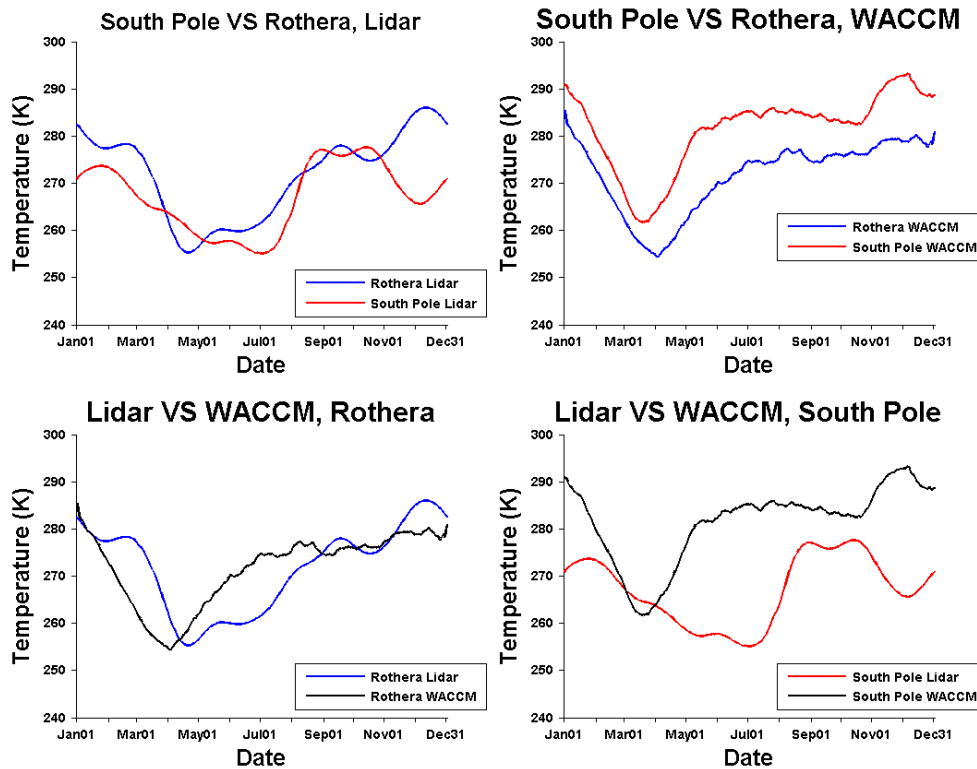 South Pole VS Rothera, Lidar
300
290
280
270
260
250
240
Temperature (K)
Jan01 Mar01 May01 Jul01 Sep01 Nov01 Dec31
Date
Rothera Lidar
South Pole Lidar
South Pole VS Rothera, WACCM
300
290
280
270
260
250
240
Temperature (K)
Jan01 Mar01 May01 Jul01 Sep01 Nov01 Dec31
Date
Rothera WACCM
South Pole WACCM
Lidar VS WACCM, Rothera
300
290
280
270
260
250
240
Temperature (K)
Jan01 Mar01 May01 Jul01 Sep01 Nov01 Dec31
Date
Rothera Lidar
Rothera WACCM
Lidar VS WACCM, South Pole
300
290
280
270
260
250
240
Temperature (K)
Jan01 Mar01 May01 Jul01 Sep01 Nov01 Dec31
Date
South Pole Lidar
South Pole WACCM